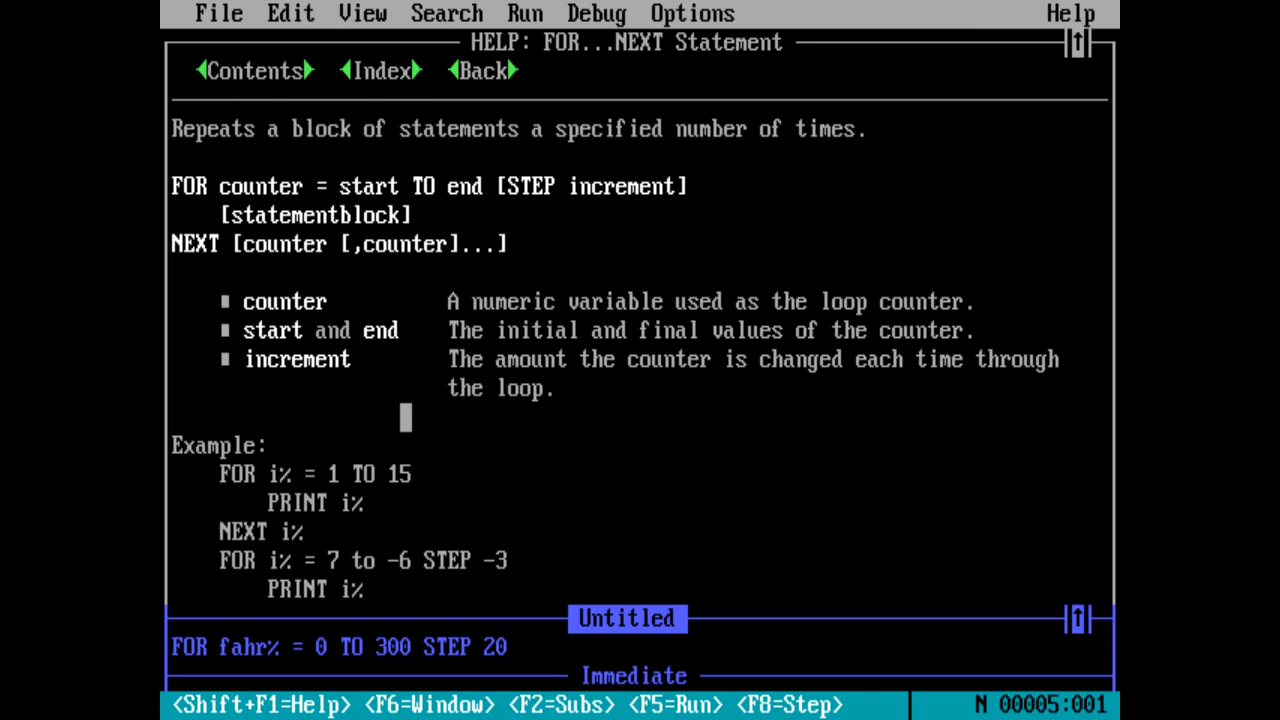 File Edit View Search Run Debug Options Help
HELP: FOR...NEXT Statement ↑
◄Contents► ◄Index► ◄Back►
Repeats a block of statements a specified number of times.
FOR counter = start TO end [STEP increment]
[statementblock]
NEXT [counter [,counter]...]
counter A numeric variable used as the loop counter.
start and end The initial and final values of the counter.
increment The amount the counter is changed each time through
the loop.
Example:
FOR i% = 1 TO 15
PRINT i%
NEXT i%
FOR i% = 7 to -6 STEP -3
PRINT i%
Untitled ↑
FOR fahr% = 0 TO 300 STEP 20
Immediate
<Shift+F1=Help> <F6=Window> <F2=Subs> <F5=Run> <F8=Step> N 00005:001